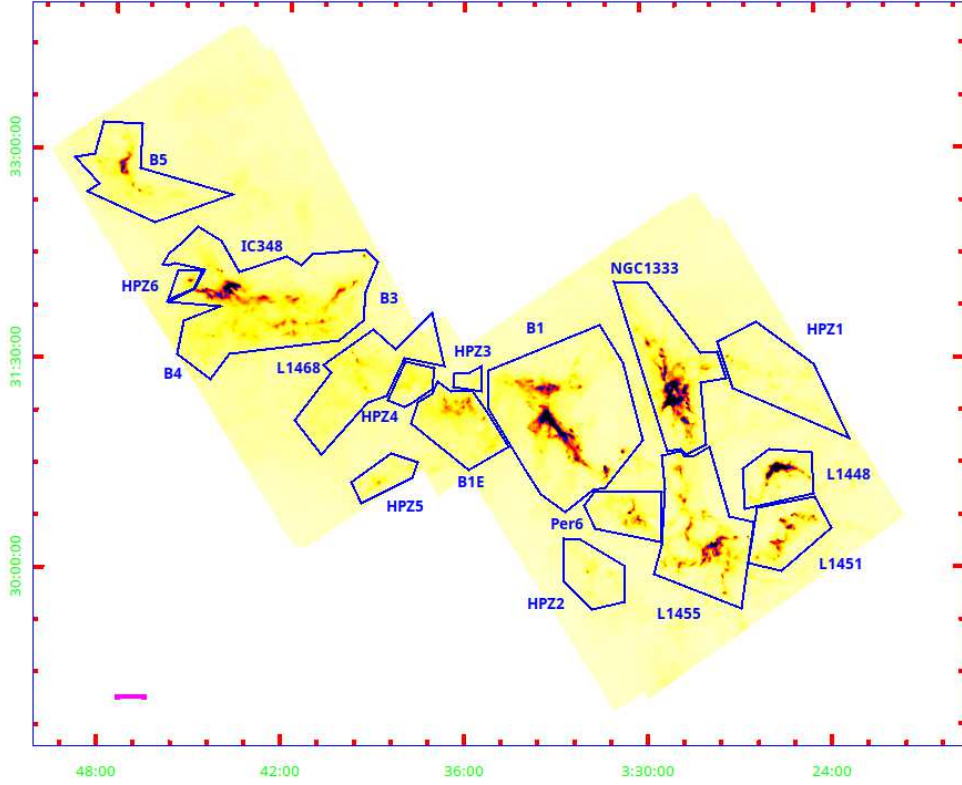 33:00:00
31:30:00
30:00:00
B5
IC348
HPZ6
B3
B4
L1468
HPZ3
HPZ4
HPZ5
B1E
B1
NGC1333
HPZ1
L1448
L1451
L1455
Per6
HPZ2
48:00
42:00
36:00
3:30:00
24:00